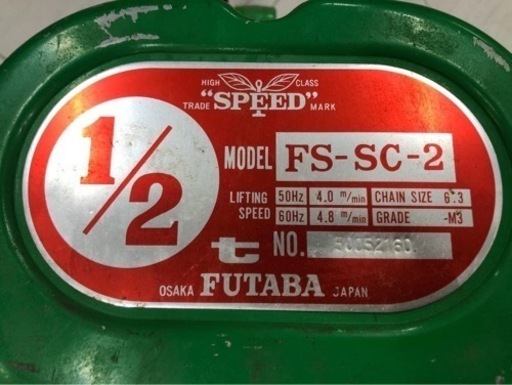 HIGH CLASS
"SPEED"
TRADE MARK
1/2
MODEL FS-SC-2
LIFTING SPEED 50Hz 4.0 m/min CHAIN SIZE 6.3
60Hz 4.8 m/min GRADE -M3
t NO.
OSAKA FUTABA JAPAN